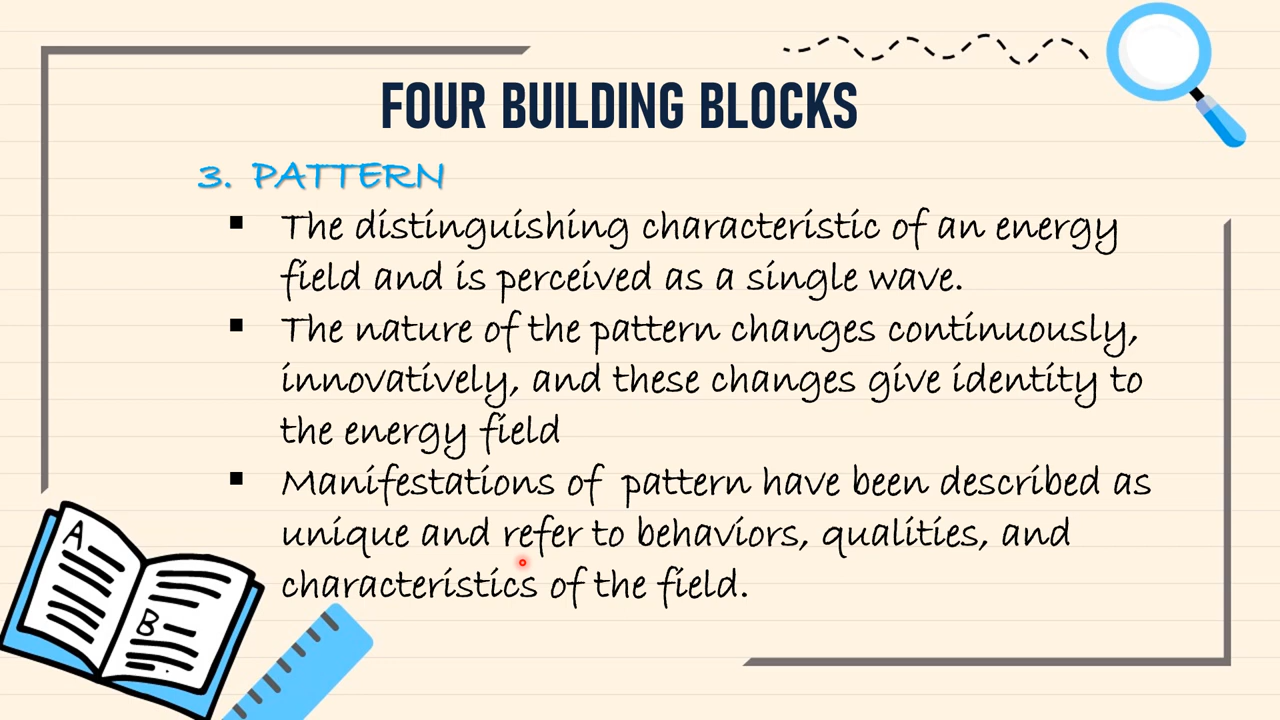 FOUR BUILDING BLOCKS
3. PATTERN
▪ The distinguishing characteristic of an energy
field and is perceived as a single wave.
▪ The nature of the pattern changes continuously,
innovatively, and these changes give identity to
the energy field
▪ Manifestations of pattern have been described as
unique and refer to behaviors, qualities, and
characteristics of the field.
A
B